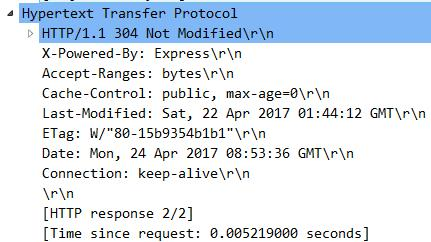 Hypertext Transfer Protocol
HTTP/1.1 304 Not Modified\r\n
X-Powered-By: Express\r\n
Accept-Ranges: bytes\r\n
Cache-Control: public, max-age=0\r\n
Last-Modified: Sat, 22 Apr 2017 01:44:12 GMT\r\n
ETag: W/"80-15b9354b1b1"\r\n
Date: Mon, 24 Apr 2017 08:53:36 GMT\r\n
Connection: keep-alive\r\n
\r\n
[HTTP response 2/2]
[Time since request: 0.005219000 seconds]